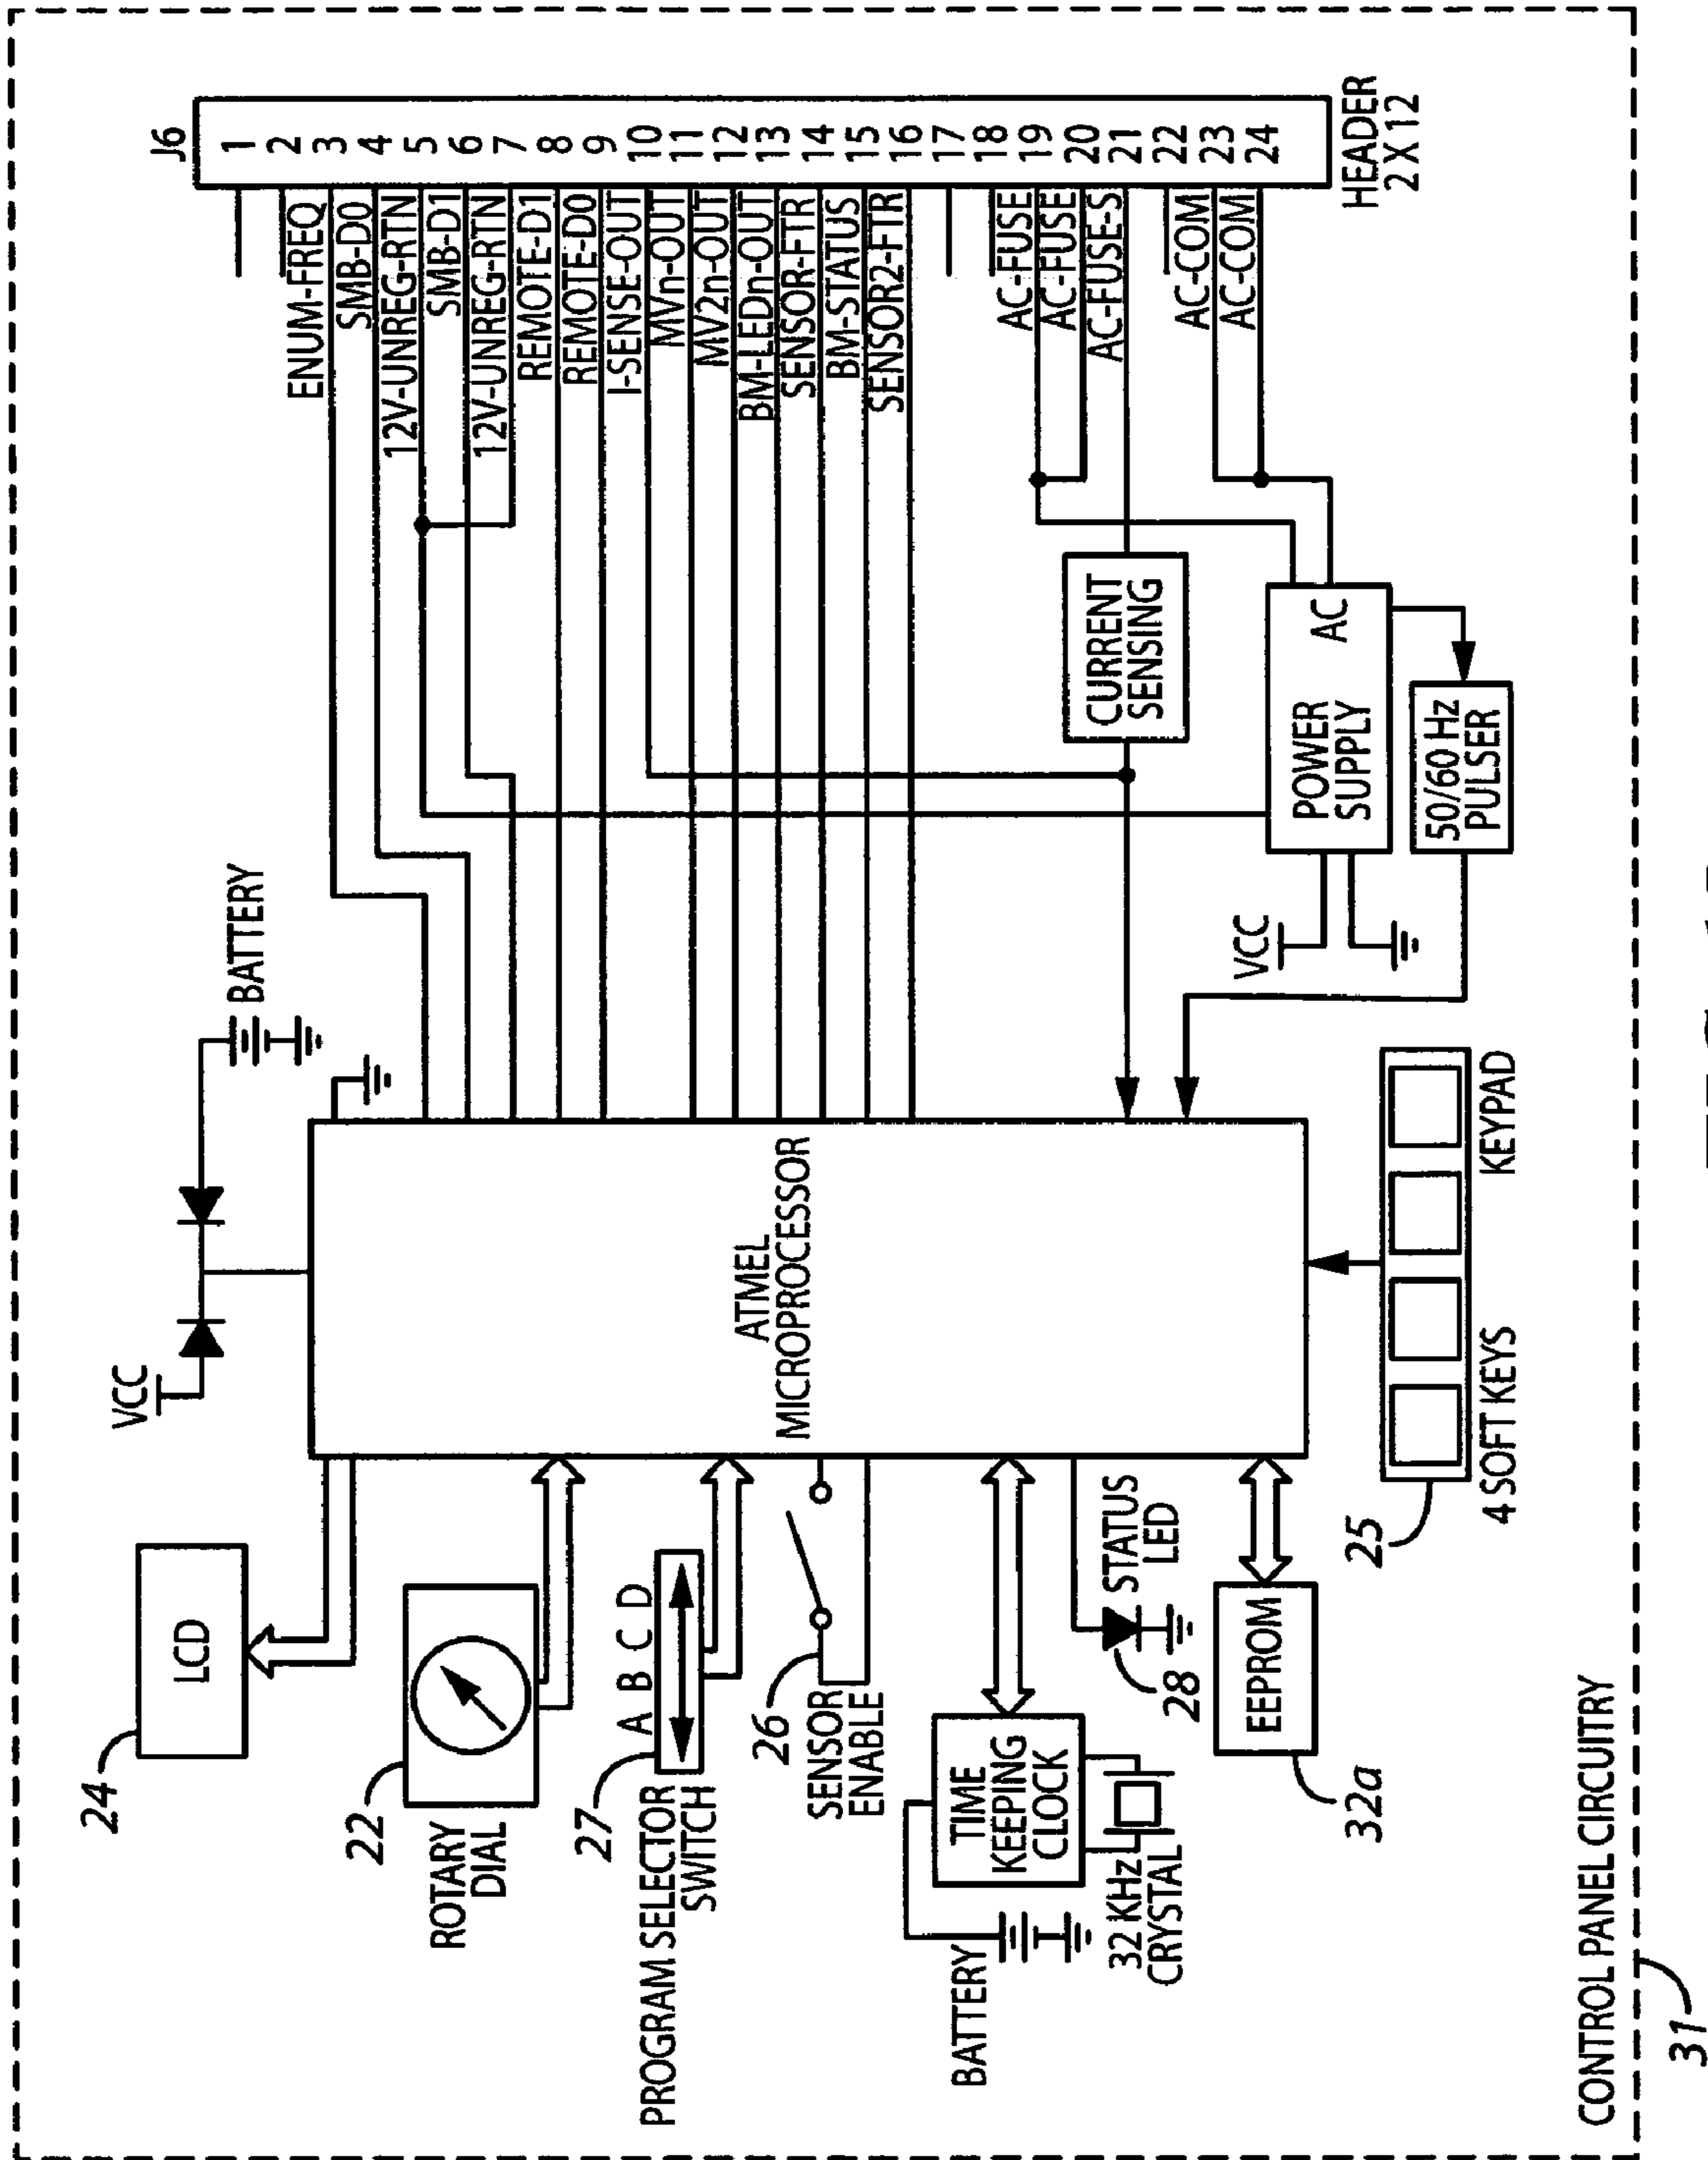 24
LCD
22
ROTARY
DIAL
27
A B C D
PROGRAM SELECTOR
SWITCH
26
SENSOR
ENABLE
TIME
KEEPING
CLOCK
BATTERY
32 KHz
CRYSTAL
STATUS
LED
28
EEPROM
32a
VCC
BATTERY
ATMEL
MICROPROCESSOR
25
4 SOFT KEYS
KEYPAD
J6
1
2
3
4
5
6
7
8
9
10
11
12
13
14
15
16
17
18
19
20
21
22
23
24
HEADER
2 X 12
ENUM-FREQ
SMB-D0
12V-UNREG-RTN
SMB-D1
12V-UNREG-RTN
REMOTE-D1
REMOTE-D0
I-SENSE-OUT
MVn-OUT
MV2n-OUT
BM-LEDn-OUT
SENSOR-FTR
BM-STATUS
SENSOR2-FTR
AC-FUSE
AC-FUSE
AC-FUSE-S
AC-COM
AC-COM
CURRENT
SENSING
POWER
SUPPLY
AC
VCC
50/60 Hz
PULSER
CONTROL PANEL CIRCUITRY
31